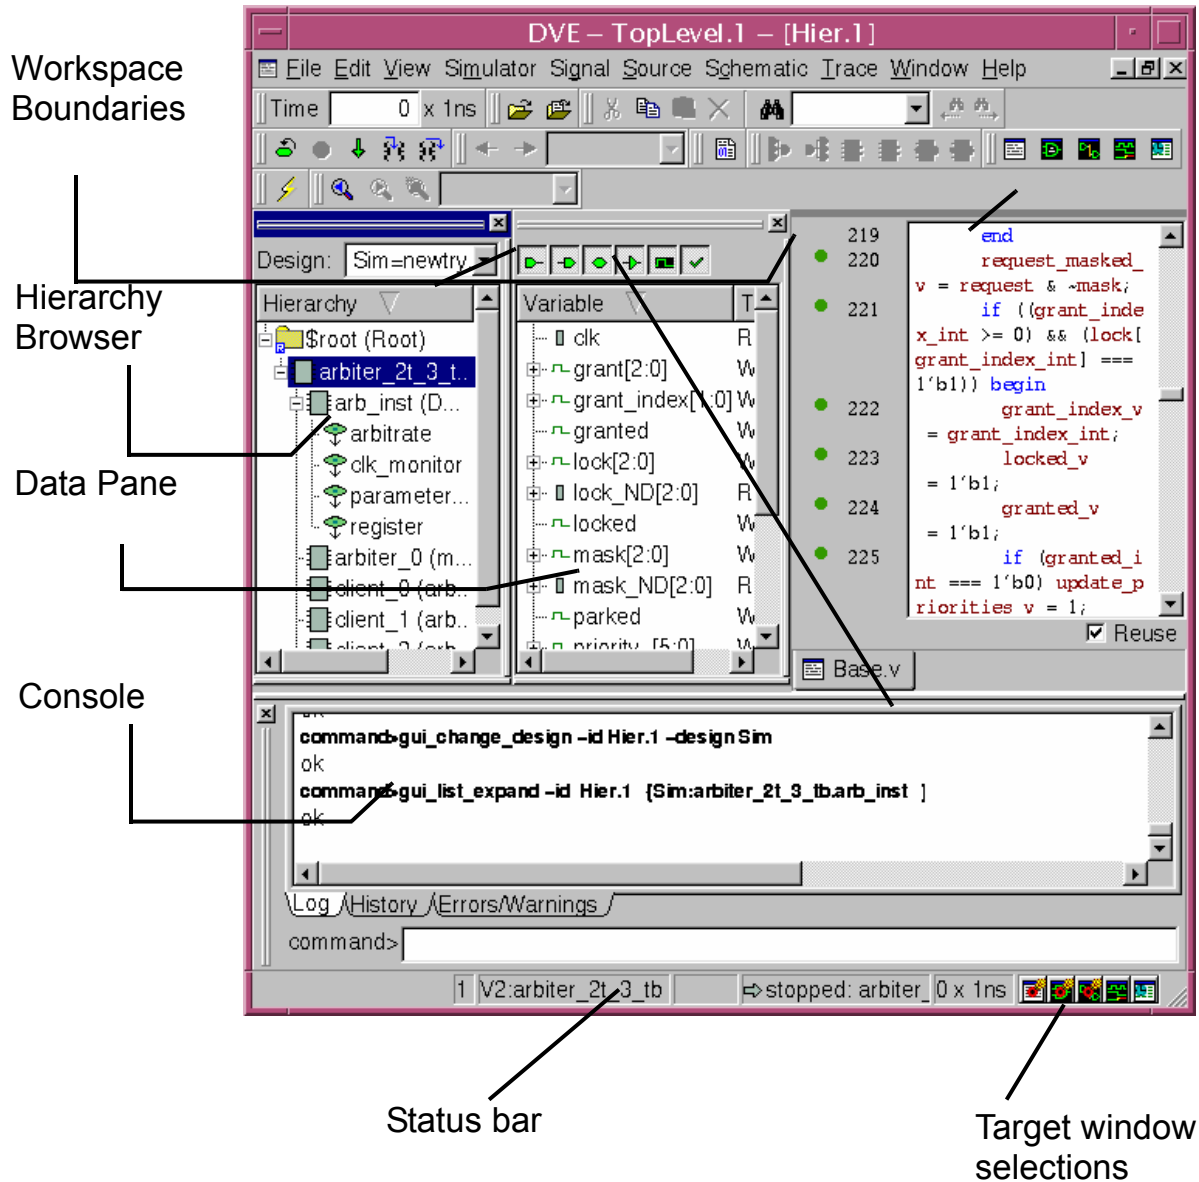 DVE – TopLevel.1 – [Hier.1]
File Edit View Simulator Signal Source Schematic Trace Window Help
Time 0 x 1ns
Workspace
Boundaries
Design: Sim=newtry
Hierarchy
$root (Root)
arbiter_2t_3_t..
arb_inst (D...
arbitrate
clk_monitor
parameter...
register
arbiter_0 (m...
client_0 (arb..
client_1 (arb..
client_2 (arb..
Variable T
clk R
grant[2:0] W
grant_index[1:0] W
granted W
lock[2:0] W
lock_ND[2:0] R
locked W
mask[2:0] W
mask_ND[2:0] R
parked W
priority_[5:0] W
219 end
220 request_masked_
v = request & ~mask;
221 if ((grant_inde
x_int >= 0) && (lock[
grant_index_int] ===
1'b1)) begin
222 grant_index_v
= grant_index_int;
223 locked_v
= 1'b1;
224 granted_v
= 1'b1;
225 if (granted_i
nt === 1'b0) update_p
riorities_v = 1;
Reuse
Base.v
Hierarchy
Browser
Data Pane
Console
ok
command>gui_change_design –id Hier.1 –design Sim
ok
command>gui_list_expand –id Hier.1 {Sim:arbiter_2t_3_tb.arb_inst }
ok
Log History Errors/Warnings
command>
1 V2:arbiter_2t_3_tb stopped: arbiter_ 0 x 1ns
Status bar
Target window
selections